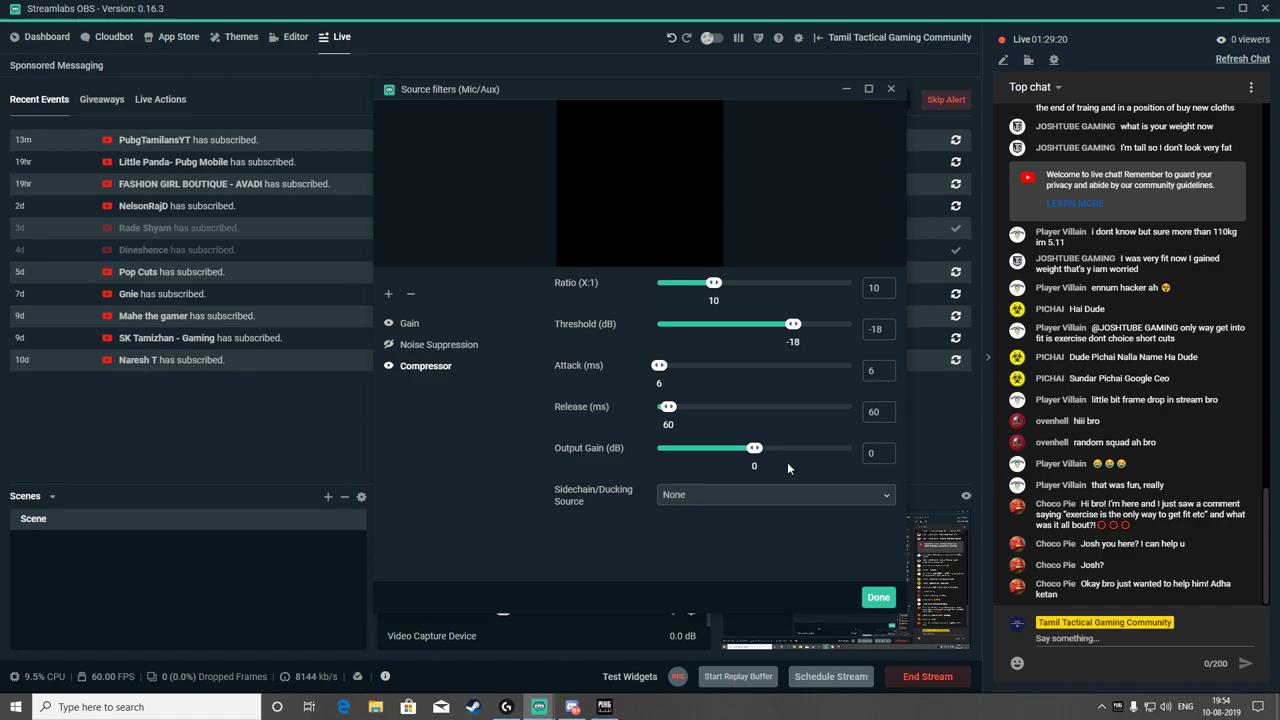 Streamlabs OBS - Version: 0.16.3
Dashboard
Cloudbot
App Store
Themes
Editor
Live
Tamil Tactical Gaming Community
Sponsored Messaging
Recent Events
Giveaways
Live Actions
Skip Alert
13m PubgTamilansYT has subscribed.
19hr Little Panda- Pubg Mobile has subscribed.
19hr FASHION GIRL BOUTIQUE - AVADI has subscribed.
2d NelsonRajD has subscribed.
3d Rade Shyam has subscribed.
4d Dineshence has subscribed.
5d Pop Cuts has subscribed.
7d Gnie has subscribed.
9d Mahe the gamer has subscribed.
9d SK Tamizhan - Gaming has subscribed.
10d Naresh T has subscribed.
Scenes
Scene
Source filters (Mic/Aux)
Gain
Noise Suppression
Compressor
Ratio (X:1)
10
10
Threshold (dB)
-18
-18
Attack (ms)
6
6
Release (ms)
60
60
Output Gain (dB)
0
0
Sidechain/Ducking
Source
None
Done
Video Capture Device
0.0 dB
Live 01:29:20
0 viewers
Refresh Chat
Top chat
the end of traing and in a position of buy new cloths
JOSHTUBE GAMING what is your weight now
JOSHTUBE GAMING I'm tall so I don't look very fat
Welcome to live chat! Remember to guard your
privacy and abide by our community guidelines.
LEARN MORE
Player Villain i dont know but sure more than 110kg
im 5.11
JOSHTUBE GAMING I was very fit now I gained
weight that's y iam worried
Player Villain ennum hacker ah 😲
PICHAI Hai Dude
Player Villain @JOSHTUBE GAMING only way get into
fit is exercise dont choice short cuts
PICHAI Dude Pichai Nalla Name Ha Dude
PICHAI Sundar Pichai Google Ceo
Player Villain little bit frame drop in stream bro
ovenhell hiii bro
ovenhell random squad ah bro
Player Villain 😂 😂 😂
Player Villain that was fun, really
Choco Pie Hi bro! I'm here and I just saw a comment
saying “exercise is the only way to get fit etc” and what
was it all bout?!⭕ ⭕ ⭕
Choco Pie Josh you here? I can help u
Choco Pie Josh?
Choco Pie Okay bro just wanted to help him! Adha
ketan
Tamil Tactical Gaming Community
Say something...
0/200
9.5% CPU
60.00 FPS
0 (0.0%) Dropped Frames
8144 kb/s
Test Widgets
REC
Start Replay Buffer
Schedule Stream
End Stream
Type here to search
19:54
10-08-2019